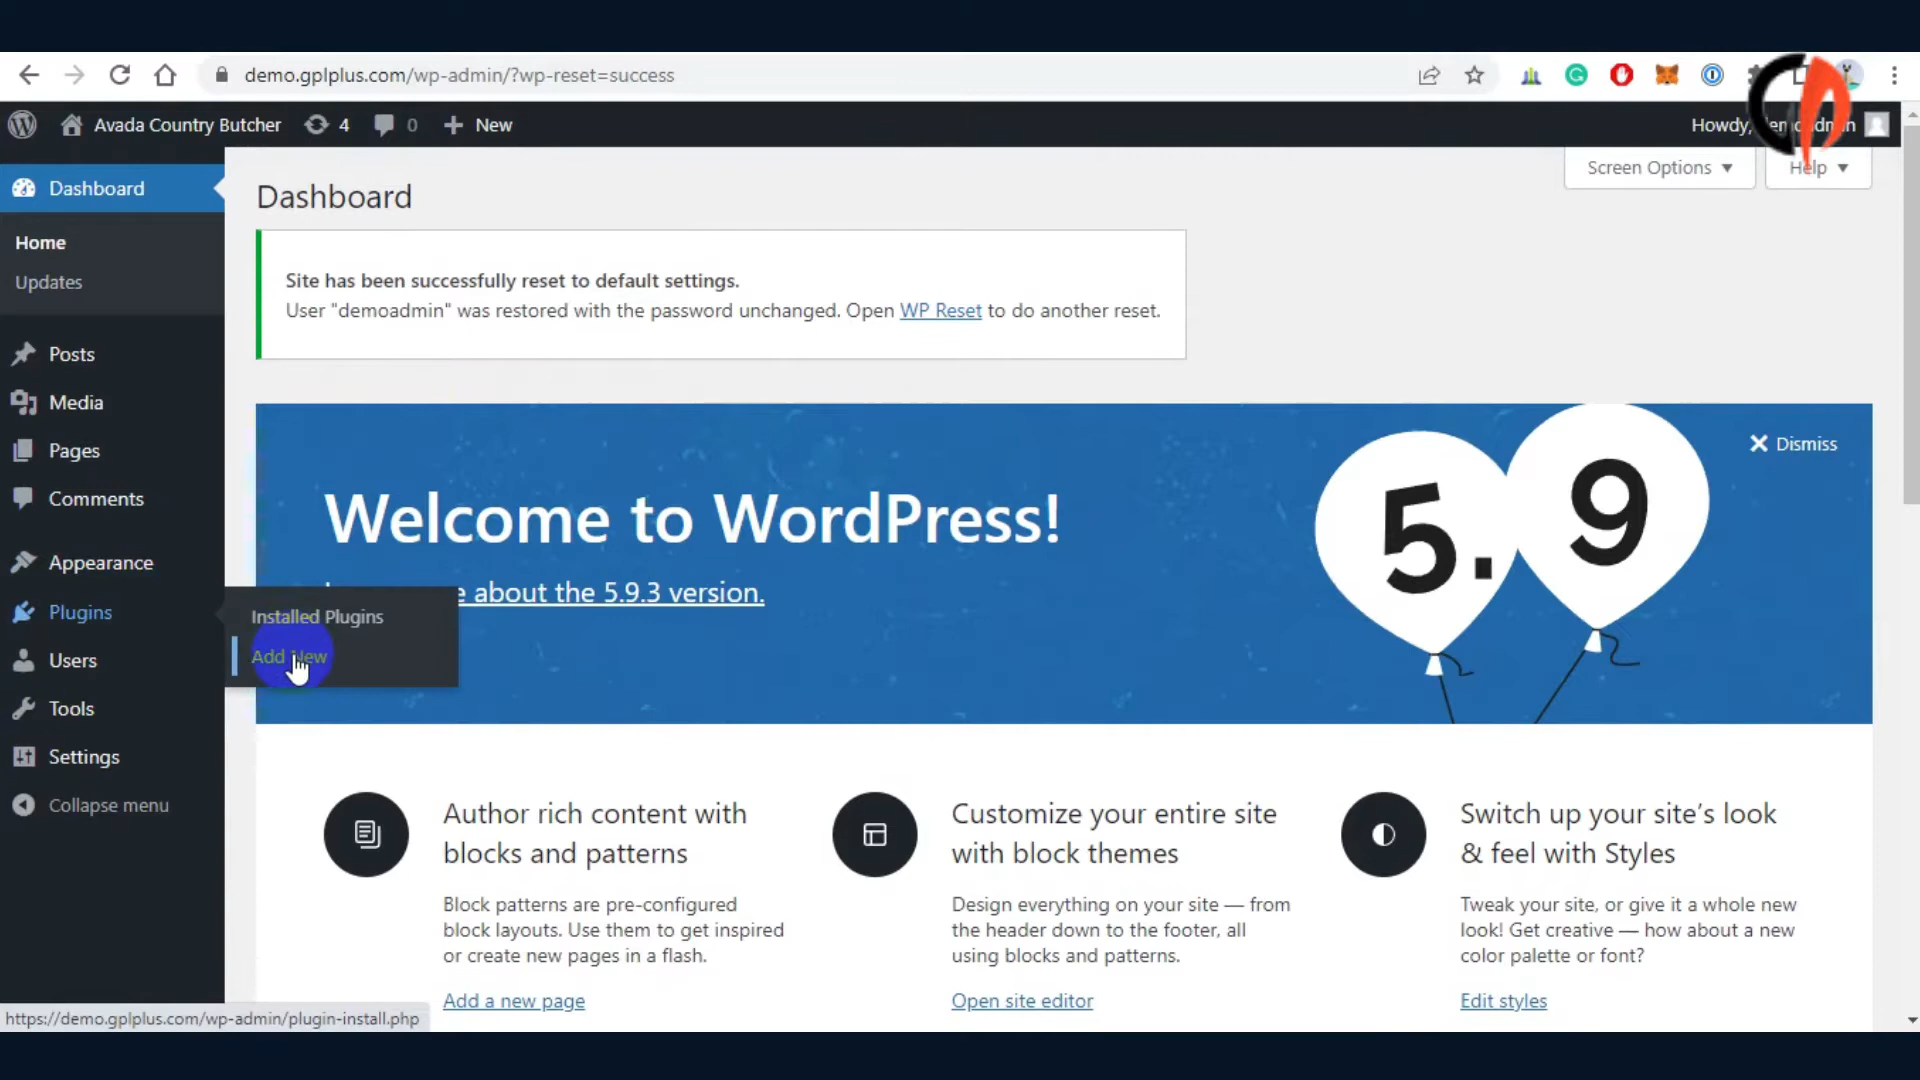 demo.gplplus.com/wp-admin/?wp-reset=success
Avada Country Butcher
4
0
New
Howdy,
Screen Options
Help
Dashboard
Home
Updates
Posts
Media
Pages
Comments
Appearance
Plugins
Users
Tools
Settings
Collapse menu
Installed Plugins
Add New
Dashboard
Site has been successfully reset to default settings.
User "demoadmin" was restored with the password unchanged. Open WP Reset to do another reset.
Dismiss
Welcome to WordPress!
about the 5.9.3 version.
5.9
Author rich content with
blocks and patterns
Block patterns are pre-configured
block layouts. Use them to get inspired
or create new pages in a flash.
Add a new page
Customize your entire site
with block themes
Design everything on your site — from
the header down to the footer, all
using blocks and patterns.
Open site editor
Switch up your site’s look
& feel with Styles
Tweak your site, or give it a whole new
look! Get creative — how about a new
color palette or font?
Edit styles
https://demo.gplplus.com/wp-admin/plugin-install.php